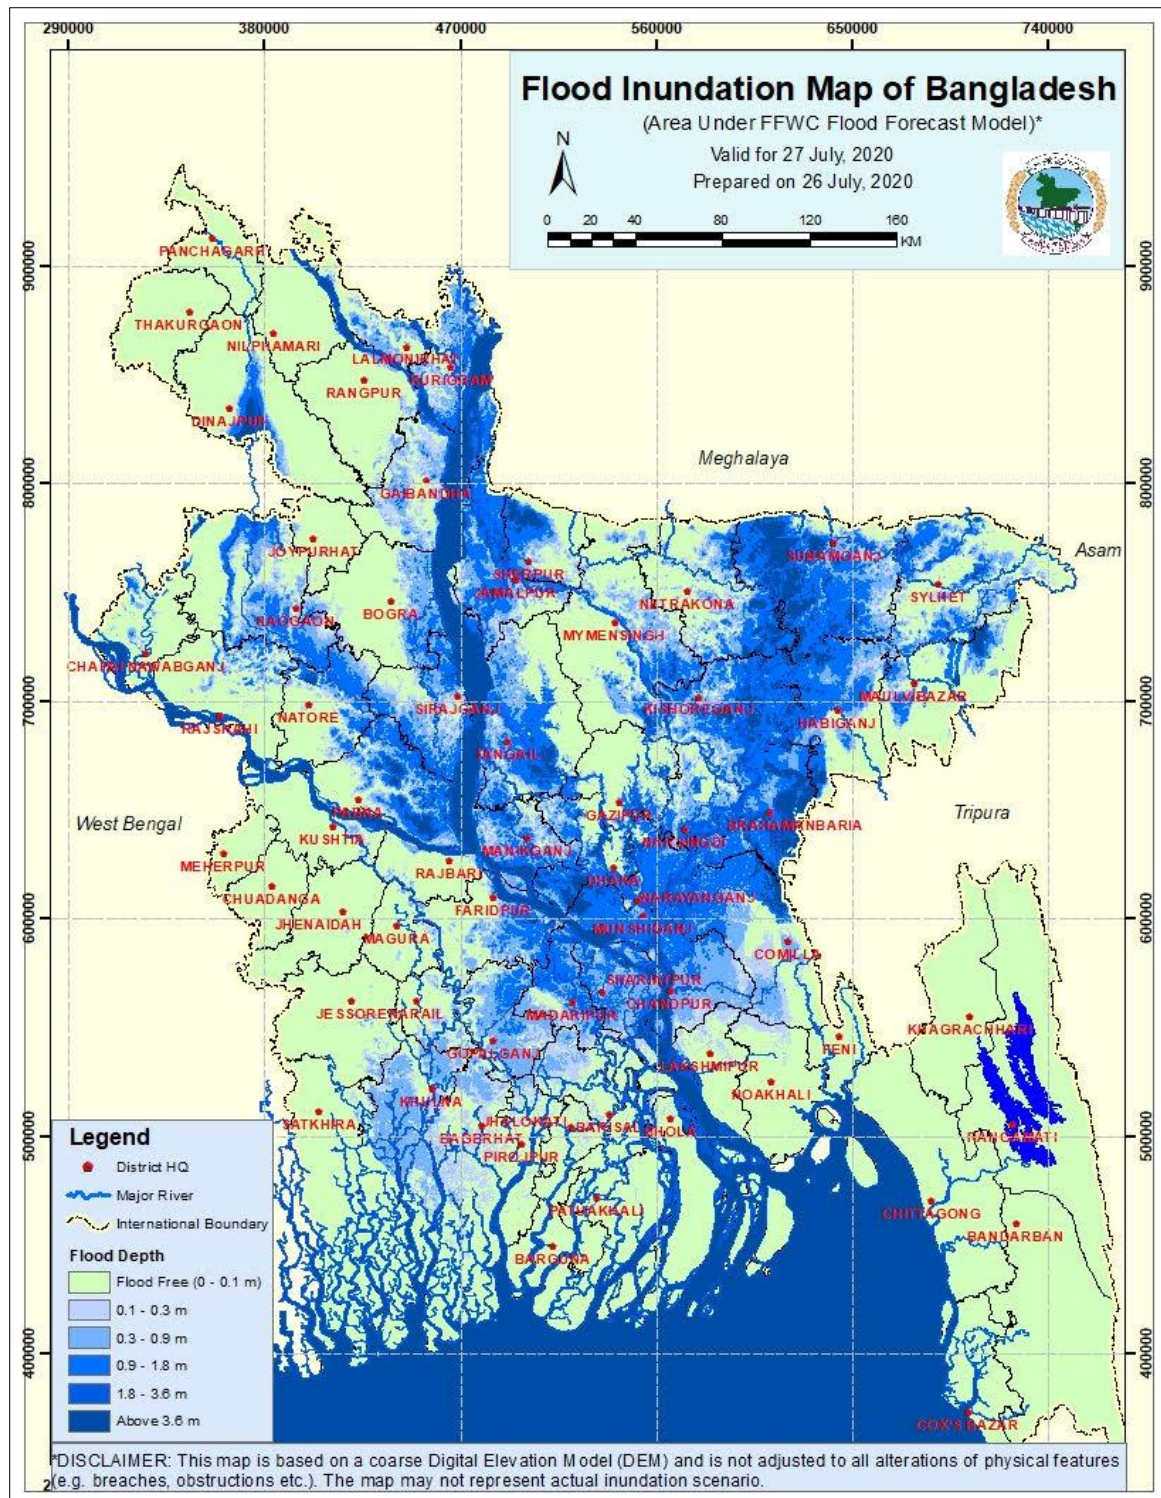 290000 380000 470000 560000 650000 740000
Flood Inundation Map of Bangladesh
(Area Under FFWC Flood Forecast Model)*
Valid for 27 July, 2020
Prepared on 26 July, 2020
N
0 20 40 80 120 160
KM
900000 900000
PANCHAGARH
THAKURGAON
NILPHAMARI
LALMONIRHAT
KURIGRAM
RANGPUR
DINAJPUR
Meghalaya
800000 800000
GAIBANDHA
JOYPURHAT
SUNAMGANJ
Asam
SHERPUR
JAMALPUR
NETRAKONA
SYLHET
BOGRA
NAOGAON
MYMENSINGH
CHAPAINAWABGANJ
MAULVIBAZAR
700000 700000
SIRAJGANJ
KISHOREGANJ
NATORE
HABIGANJ
RAJSHAHI
TANGAIL
PABNA
GAZIPUR
BRAHAMANBARIA
Tripura
West Bengal
KUSHTIA
NARSINGDI
MANIKGANJ
MEHERPUR
RAJBARI
DHAKA
CHUADANGA
NARAYANGANJ
FARIDPUR
600000 600000
JHENAIDAH
MAGURA
MUNSHIGANJ
COMILLA
SHARIATPUR
CHANDPUR
JESSORE NARAIL
MADARIPUR
KHAGRACHHARI
GOPALGANJ
FENI
LAKSHMIPUR
NOAKHALI
KHULNA
SATKHIRA
JHALOKATI
BARISAL
BHOLA
500000 500000
BAGERHAT
RANGAMATI
PIROJPUR
PATUAKHALI
CHITTAGONG
BANDARBAN
BARGUNA
400000 400000
COX'S BAZAR
Legend
District HQ
Major River
International Boundary
Flood Depth
Flood Free (0 - 0.1 m)
0.1 - 0.3 m
0.3 - 0.9 m
0.9 - 1.8 m
1.8 - 3.6 m
Above 3.6 m
*DISCLAIMER: This map is based on a coarse Digital Elevation Model (DEM) and is not adjusted to all alterations of physical features
(e.g. breaches, obstructions etc.). The map may not represent actual inundation scenario.